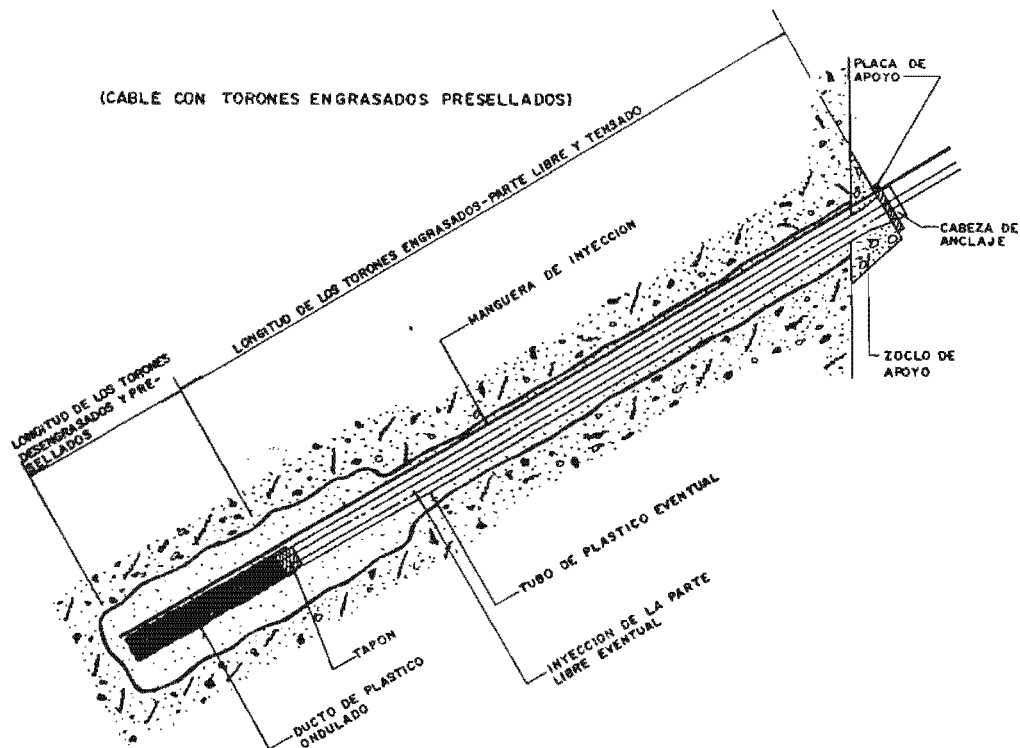 (CABLE CON TORONES ENGRASADOS PRESELLADOS)
PLACA DE
APOYO
LONGITUD DE LOS TORONES ENGRASADOS-PARTE LIBRE Y TENSADO
CABEZA DE
ANCLAJE
MANGUERA DE INYECCION
ZOCLO DE
APOYO
LONGITUD DE LOS TORONES
DESENGRASADOS Y PRE-
SELLADOS
TUBO DE PLASTICO EVENTUAL
INYECCION DE LA PARTE
LIBRE EVENTUAL
TAPON
DUCTO DE PLASTICO
ONDULADO